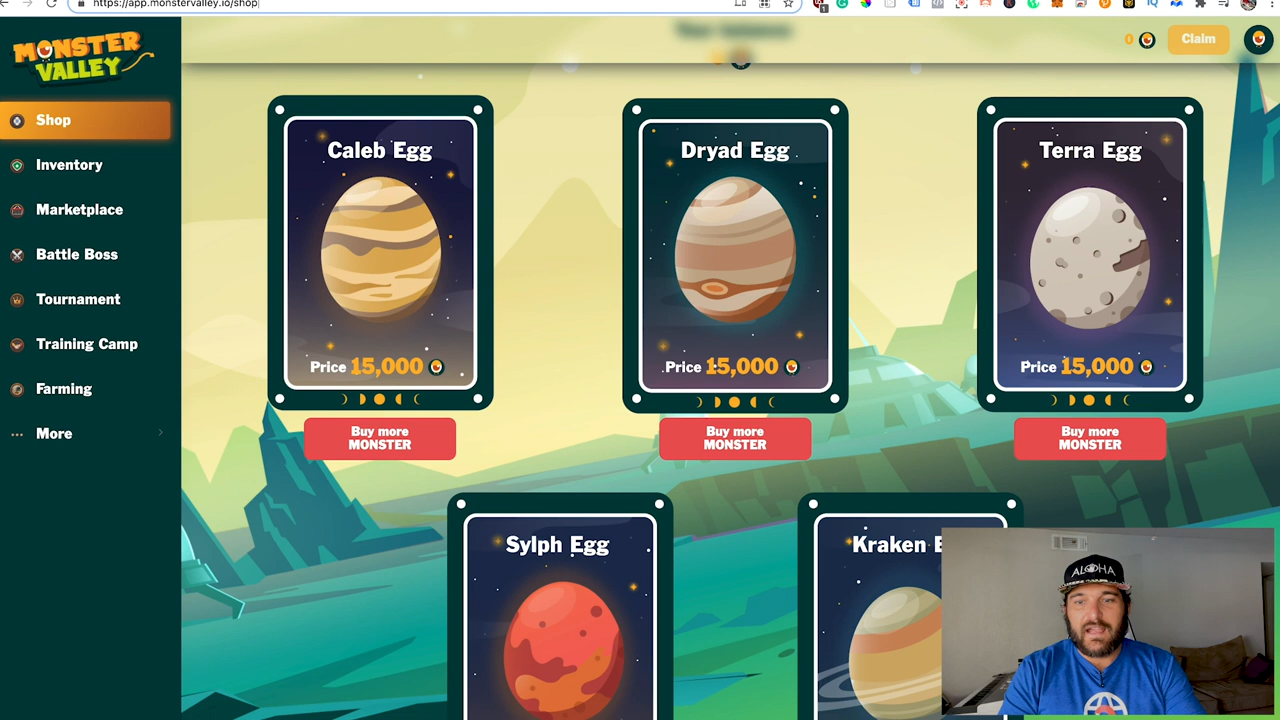 https://app.monstervalley.io/shop
MONSTER
VALLEY
0
Claim
Shop
Inventory
Marketplace
Battle Boss
Tournament
Training Camp
Farming
More
Caleb Egg
Price 15,000
Buy more
MONSTER
Dryad Egg
Price 15,000
Buy more
MONSTER
Terra Egg
Price 15,000
Buy more
MONSTER
Sylph Egg
Kraken E
ALOHA